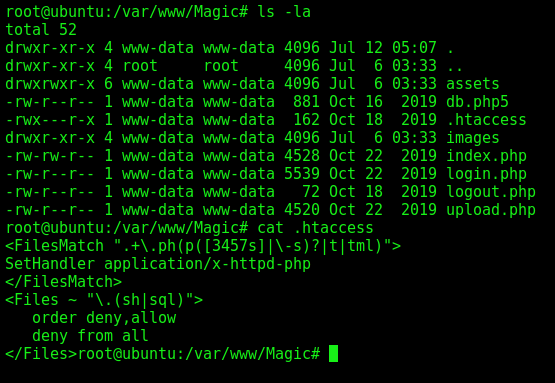 root@ubuntu:/var/www/Magic# ls -la
total 52
drwxr-xr-x 4 www-data www-data 4096 Jul 12 05:07 .
drwxr-xr-x 4 root     root     4096 Jul  6 03:33 ..
drwxrwxr-x 6 www-data www-data 4096 Jul  6 03:33 assets
-rw-r--r-- 1 www-data www-data  881 Oct 16  2019 db.php5
-rwx---r-x 1 www-data www-data  162 Oct 18  2019 .htaccess
drwxr-xr-x 4 www-data www-data 4096 Jul  6 03:33 images
-rw-rw-r-- 1 www-data www-data 4528 Oct 22  2019 index.php
-rw-r--r-- 1 www-data www-data 5539 Oct 22  2019 login.php
-rw-r--r-- 1 www-data www-data   72 Oct 18  2019 logout.php
-rw-r--r-- 1 www-data www-data 4520 Oct 22  2019 upload.php
root@ubuntu:/var/www/Magic# cat .htaccess
<FilesMatch ".+\.ph(p([3457s]|\-s)?|t|tml)">
SetHandler application/x-httpd-php
</FilesMatch>
<Files ~ "\.(sh|sql)">
   order deny,allow
   deny from all
</Files>root@ubuntu:/var/www/Magic#